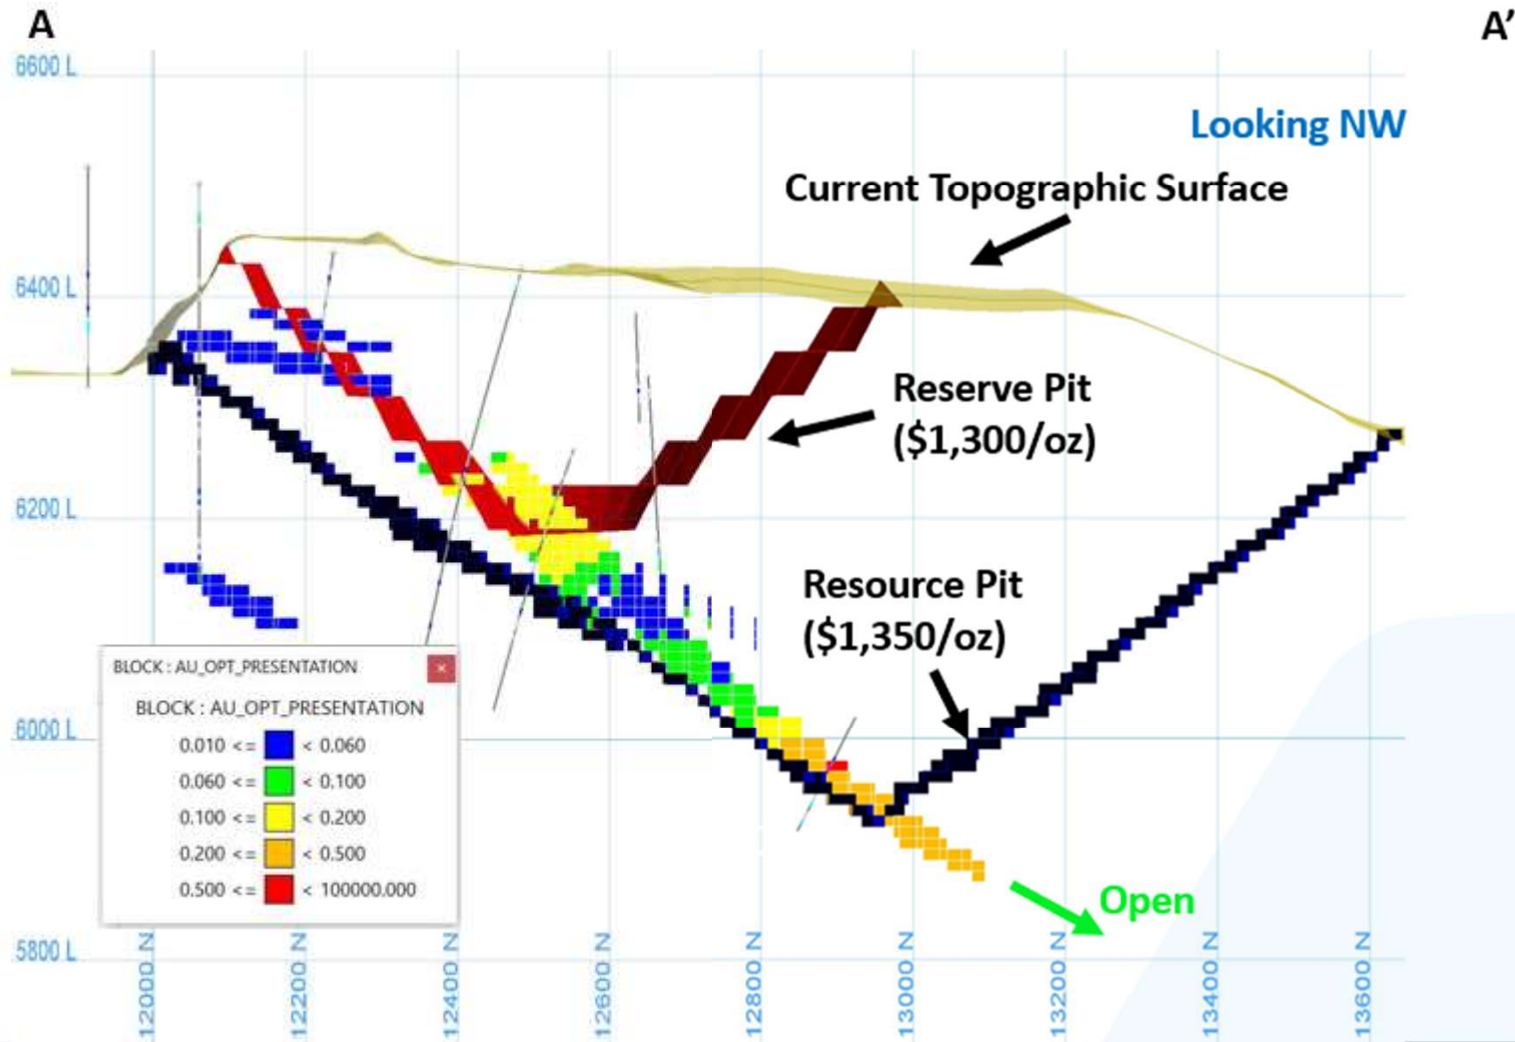 A
A'
6600 L
Looking NW
Current Topographic Surface
6400 L
Reserve Pit
($1,300/oz)
6200 L
Resource Pit
($1,350/oz)
BLOCK : AU_OPT_PRESENTATION
×
BLOCK : AU_OPT_PRESENTATION
6000 L
0.010 <= < 0.060
0.060 <= < 0.100
0.100 <= < 0.200
0.200 <= < 0.500
0.500 <= < 100000.000
Open
5800 L
12000 N
12200 N
12400 N
12600 N
12800 N
13000 N
13200 N
13400 N
13600 N